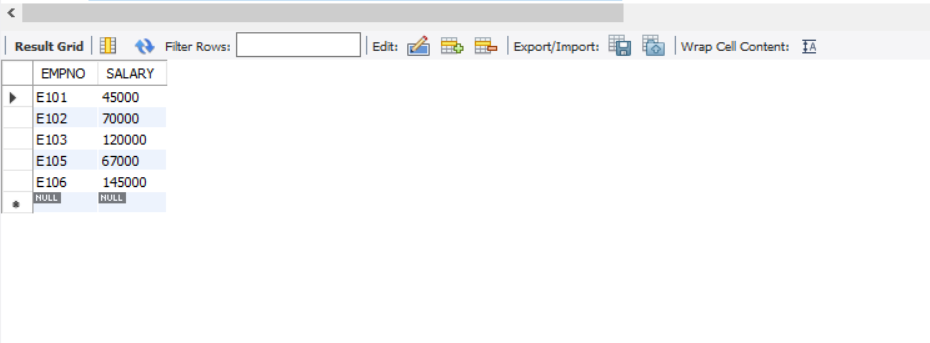 Result Grid Filter Rows: Edit: Export/Import: Wrap Cell Content: IA
EMPNO SALARY
E101 45000
E102 70000
E103 120000
E105 67000
E106 145000
NULL NULL